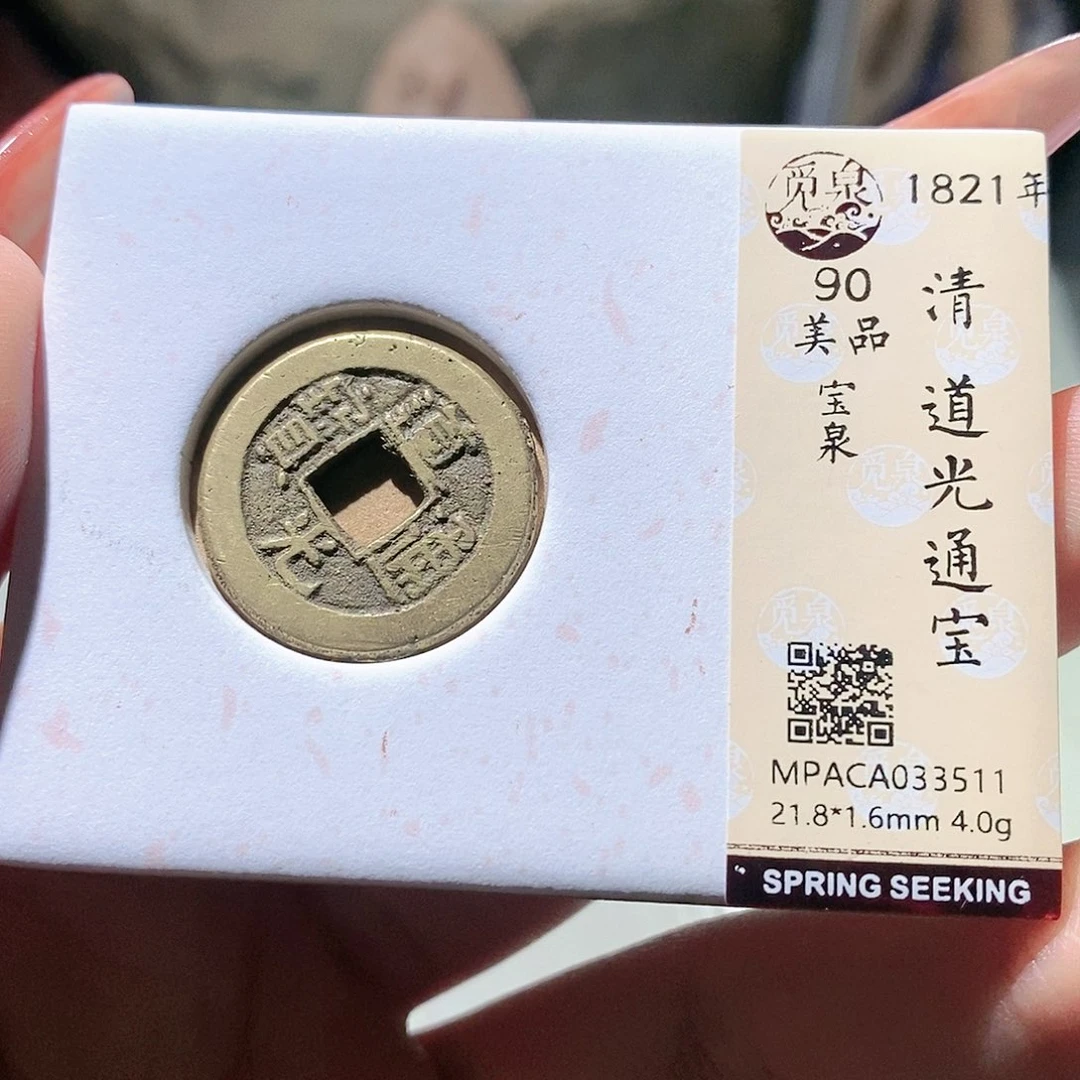 觅泉
1821年
90
美品
宝泉
清道光通宝
MPACA033511
21.8*1.6mm 4.0g
SPRING SEEKING
光